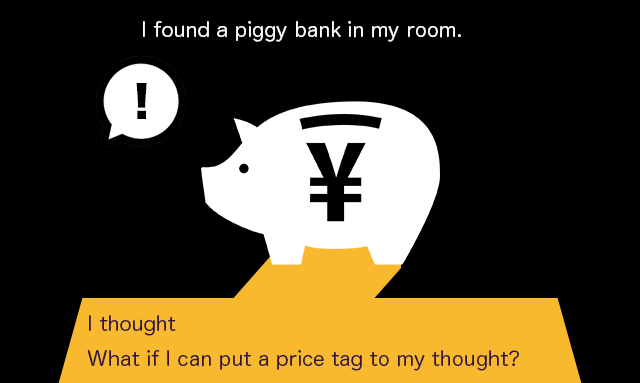 I found a piggy bank in my room.
!
¥
I thought
What if I can put a price tag to my thought?